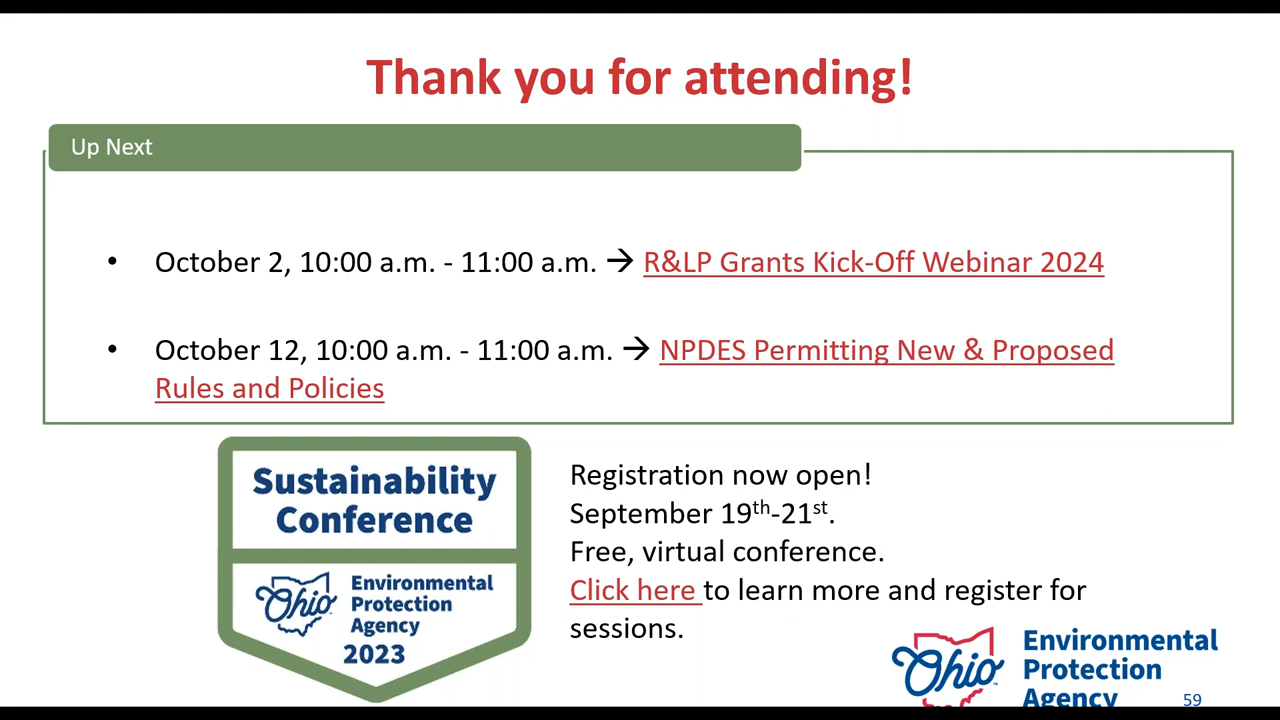 Thank you for attending!
Up Next
• October 2, 10:00 a.m. - 11:00 a.m. → R&LP Grants Kick-Off Webinar 2024
• October 12, 10:00 a.m. - 11:00 a.m. → NPDES Permitting New & Proposed
Rules and Policies
Sustainability
Conference
Ohio
Environmental
Protection
Agency
2023
Registration now open!
September 19th-21st.
Free, virtual conference.
Click here to learn more and register for
sessions.
Ohio
Environmental
Protection
Agency
59